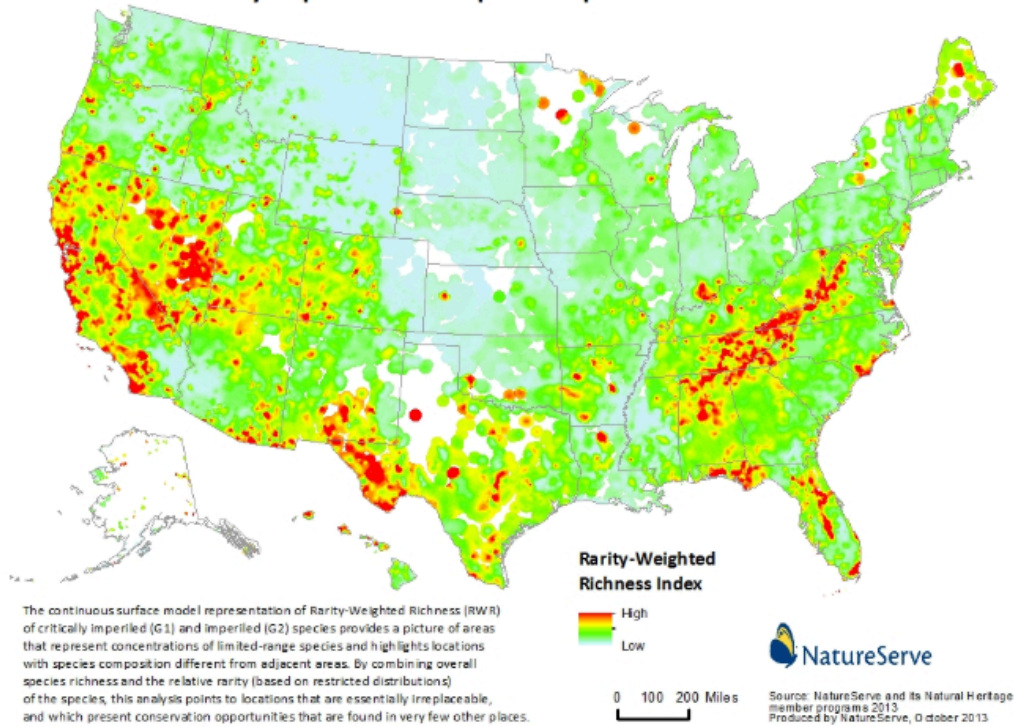 Rarity-Weighted
Richness Index
High
Low
The continuous surface model representation of Rarity-Weighted Richness (RWR)
of critically imperiled (G1) and imperiled (G2) species provides a picture of areas
that represent concentrations of limited-range species and highlights locations
with species composition different from adjacent areas. By combining overall
species richness and the relative rarity (based on restricted distributions)
of the species, this analysis points to locations that are essentially irreplaceable,
and which present conservation opportunities that are found in very few other places.
0 100 200 Miles
NatureServe
Source: NatureServe and its Natural Heritage
member programs 2013
Produced by NatureServe, October 2013